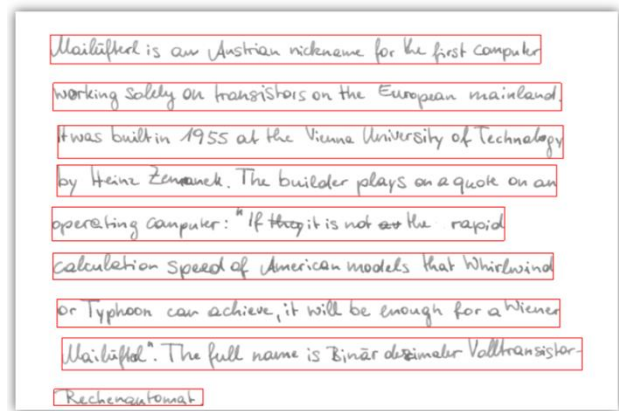 Mailüfterl is an Austrian nickname for the first computer
working solely on transistors on the European mainland.
It was built in 1955 at the Vienna University of Technology
by Heinz Zemanek. The builder plays on a quote on an
operating computer: "If it is not the rapid
calculation speed of American models that Whirlwind
or Typhoon can achieve, it will be enough for a Wiener
Mailüfterl". The full name is Binär dezimaler Volltransistor-
Rechenautomat.